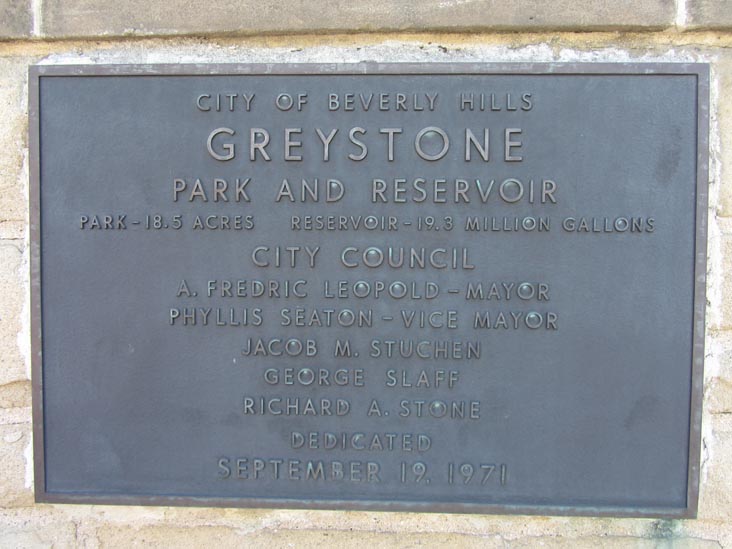 CITY OF BEVERLY HILLS
GREYSTONE
PARK AND RESERVOIR
PARK-18.5 ACRES RESERVOIR-19.3 MILLION GALLONS
CITY COUNCIL
A. FREDRIC LEOPOLD-MAYOR
PHYLLIS SEATON-VICE MAYOR
JACOB M. STUCHEN
GEORGE SLAFF
RICHARD A. STONE
DEDICATED
SEPTEMBER 19, 1971